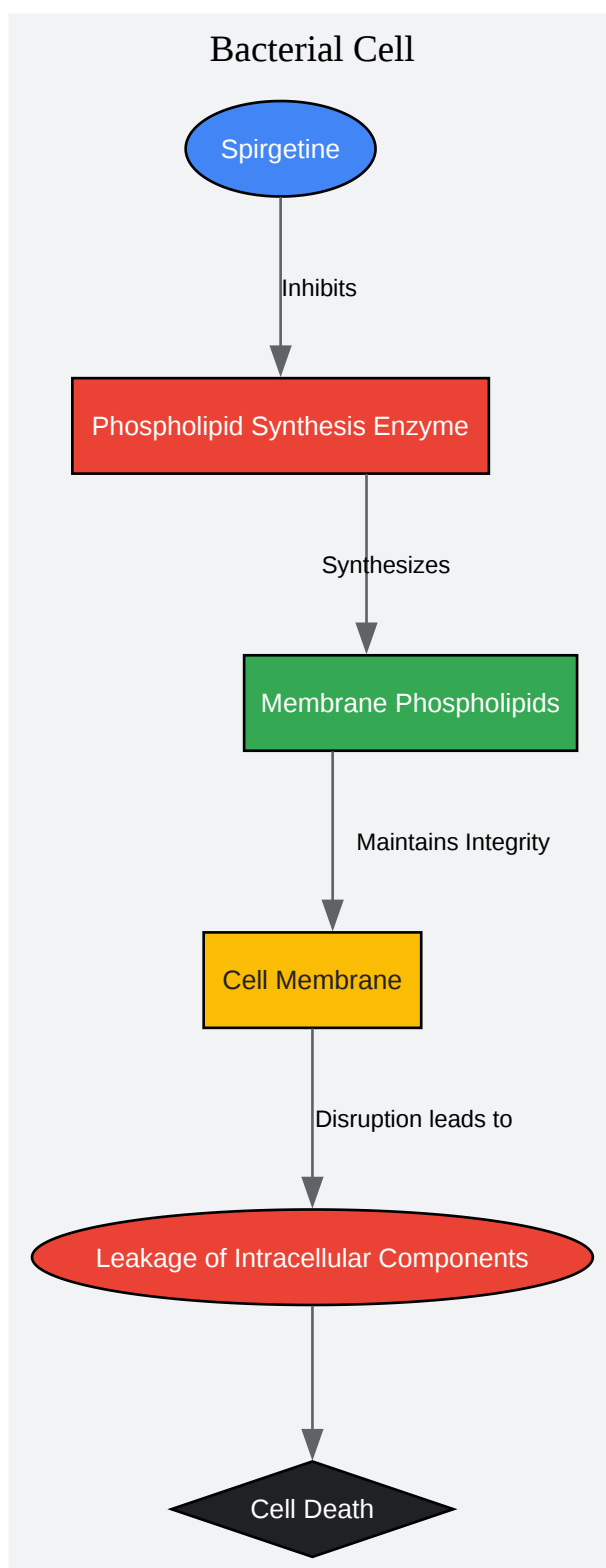 Bacterial Cell
Spirgetine
Inhibits
Phospholipid Synthesis Enzyme
Synthesizes
Membrane Phospholipids
Maintains Integrity
Cell Membrane
Disruption leads to
Leakage of Intracellular Components
Cell Death